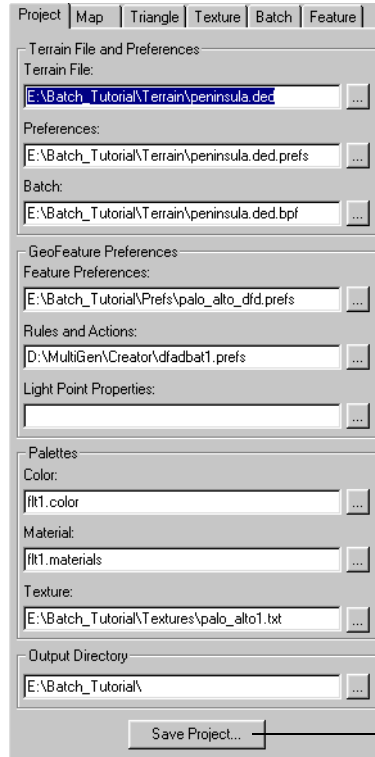 Project Map Triangle Texture Batch Feature
Terrain File and Preferences
Terrain File:
E:\Batch_Tutorial\Terrain\peninsula.ded
...
Preferences:
E:\Batch_Tutorial\Terrain\peninsula.ded.prefs
...
Batch:
E:\Batch_Tutorial\Terrain\peninsula.ded.bpf
...
GeoFeature Preferences
Feature Preferences:
E:\Batch_Tutorial\Prefs\palo_alto_dfd.prefs
...
Rules and Actions:
D:\MultiGen\Creator\dfadbat1.prefs
...
Light Point Properties:
...
Palettes
Color:
flt1.color
...
Material:
flt1.materials
...
Texture:
E:\Batch_Tutorial\Textures\palo_alto1.txt
...
Output Directory
E:\Batch_Tutorial\
...
Save Project...